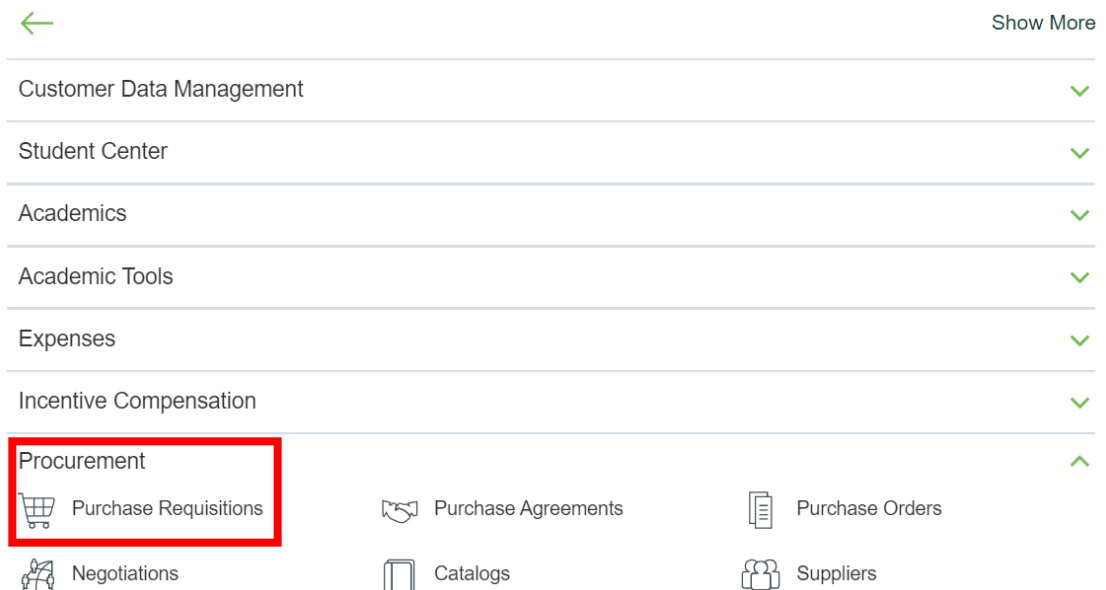 Show More
Customer Data Management
Student Center
Academics
Academic Tools
Expenses
Incentive Compensation
Procurement
Purchase Requisitions Purchase Agreements Purchase Orders
Negotiations Catalogs Suppliers